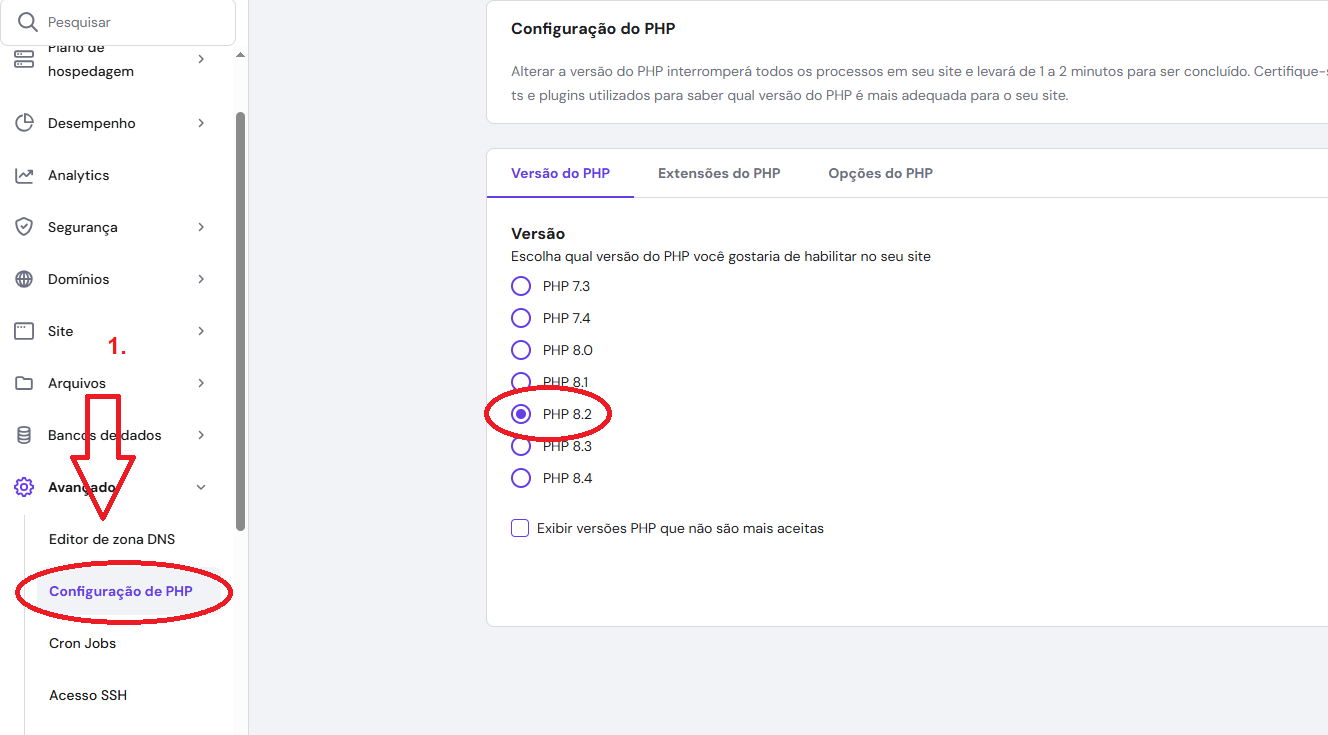 Pesquisar
Plano de
hospedagem
Desempenho
Analytics
Segurança
Domínios
Site
1.
Arquivos
Bancos de dados
Avançado
Editor de zona DNS
Configuração de PHP
Cron Jobs
Acesso SSH
Configuração do PHP
Alterar a versão do PHP interromperá todos os processos em seu site e levará de 1 a 2 minutos para ser concluído. Certifique-s
ts e plugins utilizados para saber qual versão do PHP é mais adequada para o seu site.
Versão do PHP Extensões do PHP Opções do PHP
Versão
Escolha qual versão do PHP você gostaria de habilitar no seu site
PHP 7.3
PHP 7.4
PHP 8.0
PHP 8.1
PHP 8.2
PHP 8.3
PHP 8.4
Exibir versões PHP que não são mais aceitas